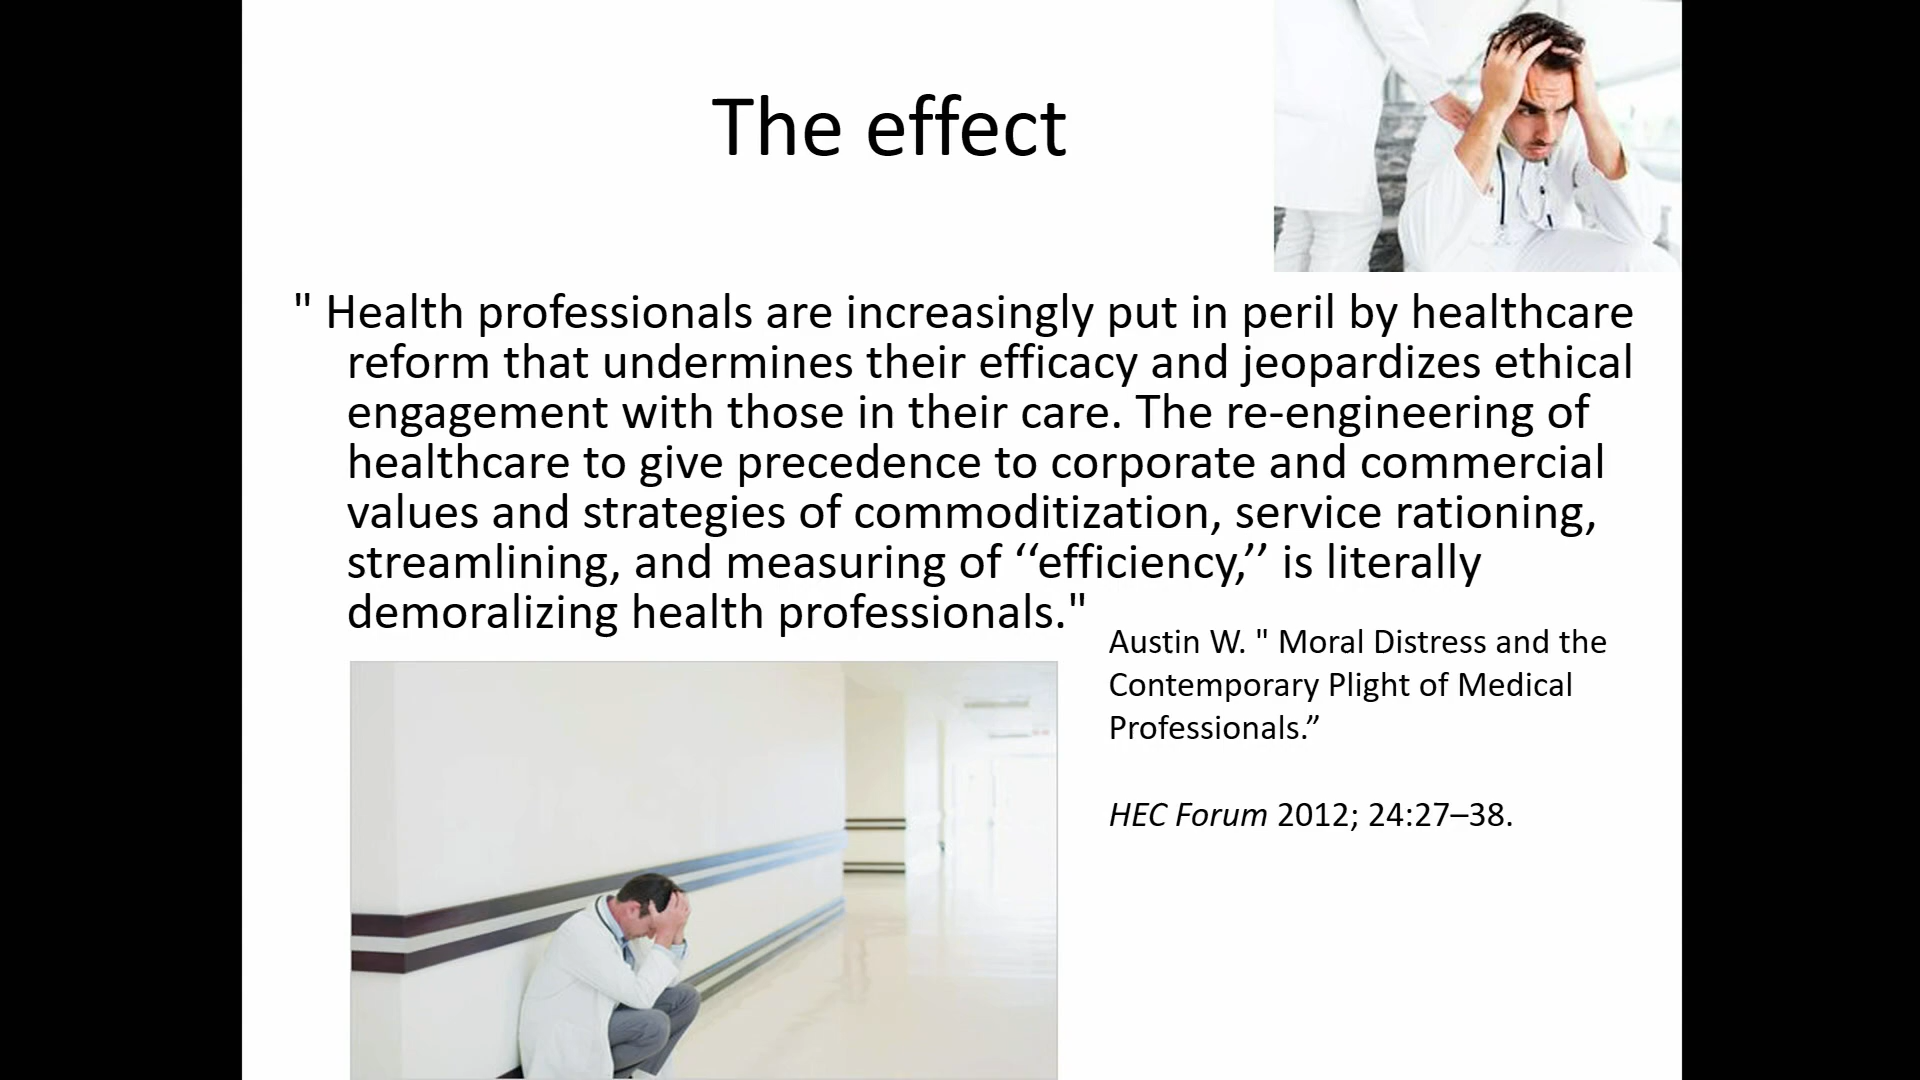 The effect
" Health professionals are increasingly put in peril by healthcare
reform that undermines their efficacy and jeopardizes ethical
engagement with those in their care. The re-engineering of
healthcare to give precedence to corporate and commercial
values and strategies of commoditization, service rationing,
streamlining, and measuring of ‘‘efficiency,’’ is literally
demoralizing health professionals."
Austin W. " Moral Distress and the
Contemporary Plight of Medical
Professionals.”
HEC Forum 2012; 24:27–38.